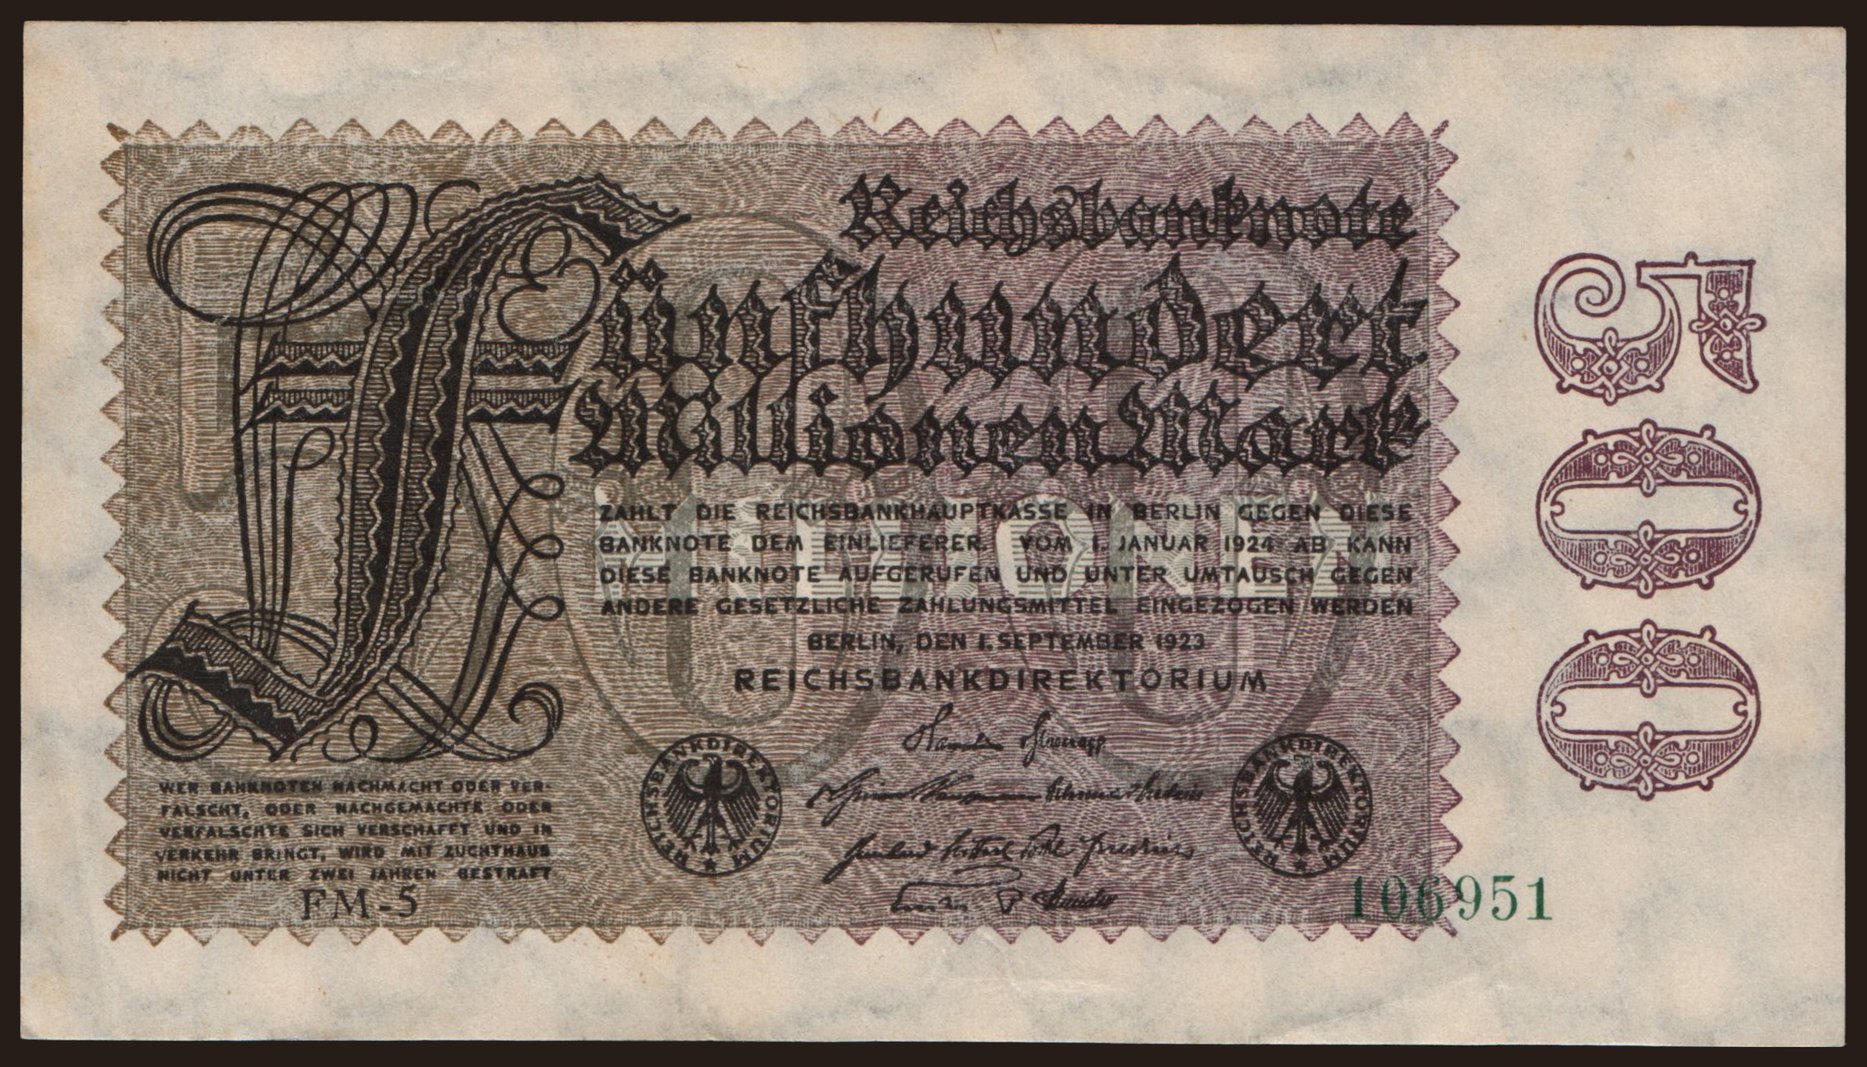 Reichsbanknote
Fünfhundert
Millionen Mark
ZAHLT DIE REICHSBANKHAUPTKASSE IN BERLIN GEGEN DIESE
BANKNOTE DEM EINLIEFERER. VOM 1. JANUAR 1924 AB KANN
DIESE BANKNOTE AUFGERUFEN UND UNTER UMTAUSCH GEGEN
ANDERE GESETZLICHE ZAHLUNGSMITTEL EINGEZOGEN WERDEN
BERLIN, DEN 1. SEPTEMBER 1923
REICHSBANKDIREKTORIUM
REICHSBANKDIREKTORIUM
REICHSBANKDIREKTORIUM
WER BANKNOTEN NACHMACHT ODER VER-
FALSCHT, ODER NACHGEMACHTE ODER
VERFALSCHTE SICH VERSCHAFFT UND IN
VERKEHR BRINGT, WIRD MIT ZUCHTHAUS
NICHT UNTER ZWEI JAHREN BESTRAFT
FM-5
106951
500